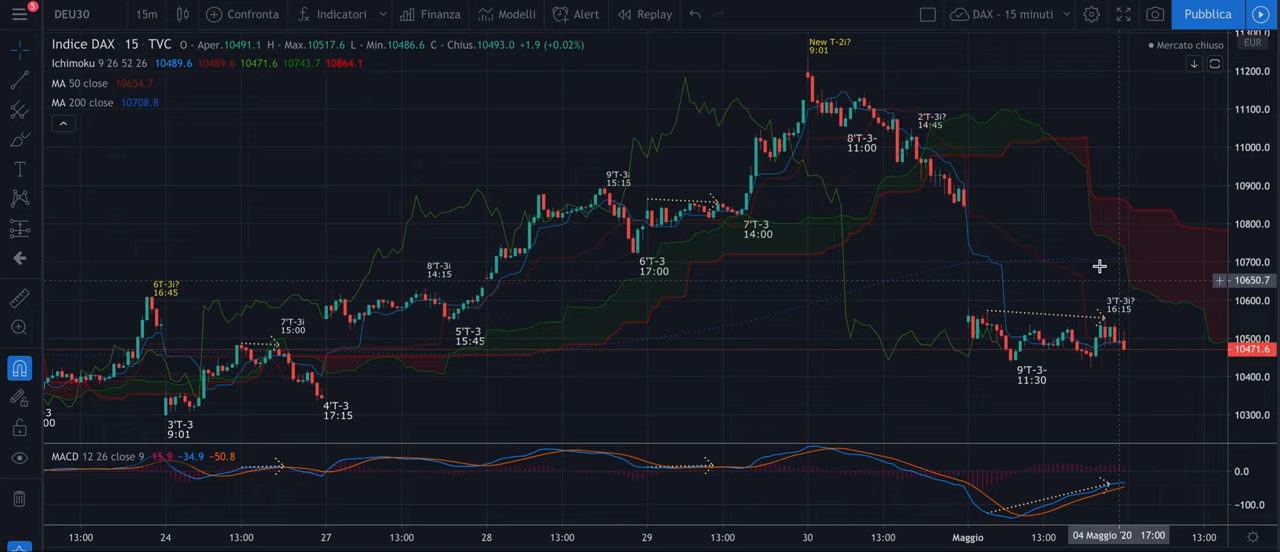 5
DEU30
15m
Confronta
Indicatori
Finanza
Modelli
Alert
Replay
DAX - 15 minuti
Pubblica
Indice DAX · 15 · TVC O - Aper.10491.1 H - Max.10517.6 L - Min.10486.6 C - Chius.10493.0 +1.9 (+0.02%)
Mercato chiuso
EUR
Ichimoku 9 26 52 26 10489.6 10489.6 10471.6 10743.7 10864.1
MA 50 close 10654.7
MA 200 close 10708.8
New T-2i?
9:01
2'T-3i?
14:45
8'T-3-
11:00
9'T-3i
15:15
7'T-3
14:00
6'T-3
17:00
8'T-3i
14:15
6T-3i?
16:45
7'T-3i
15:00
5'T-3
15:45
3'T-3i?
16:15
9'T-3-
11:30
4'T-3
17:15
3'T-3
9:01
T-3
00
11300.0
11200.0
11100.0
11000.0
10900.0
10800.0
10700.0
10650.7
10600.0
10500.0
10471.6
10400.0
10300.0
MACD 12 26 close 9 15.9 −34.9 −50.8
0.0
−100.0
13:00
24
13:00
27
13:00
28
13:00
29
13:00
30
13:00
Maggio
13:00
04 Maggio '20 17:00
13:00